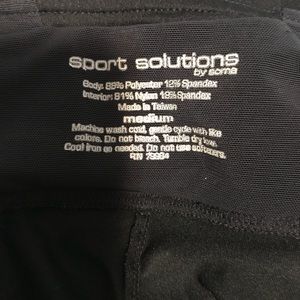 sport solutions
by soma
Body: 88% Polyester 12% Spandex
Interior: 81% Nylon 19% Spandex
Made in Taiwan
medium
Machine wash cold, gentle cycle with like
colors. Do not bleach. Tumble dry low.
Cool iron as needed. Do not use softeners.
RN 79984